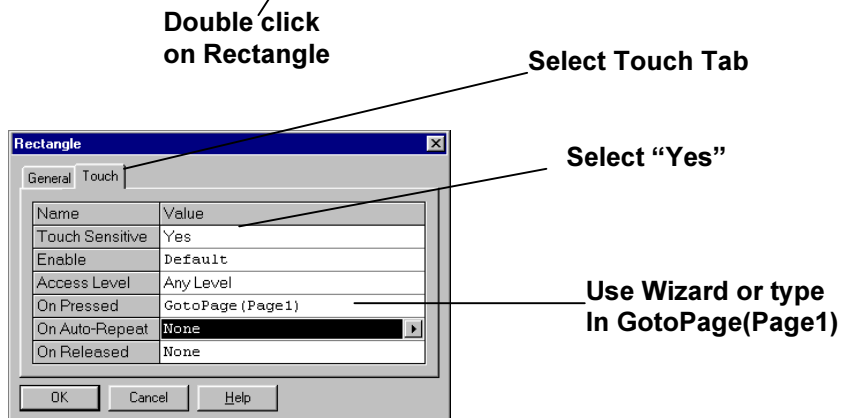 Double click
on Rectangle
Select Touch Tab
Rectangle
General Touch
Select “Yes”
Name Value
Touch Sensitive Yes
Enable Default
Access Level Any Level
On Pressed GotoPage(Page1)
Use Wizard or type
In GotoPage(Page1)
On Auto-Repeat None
On Released None
OK Cancel Help